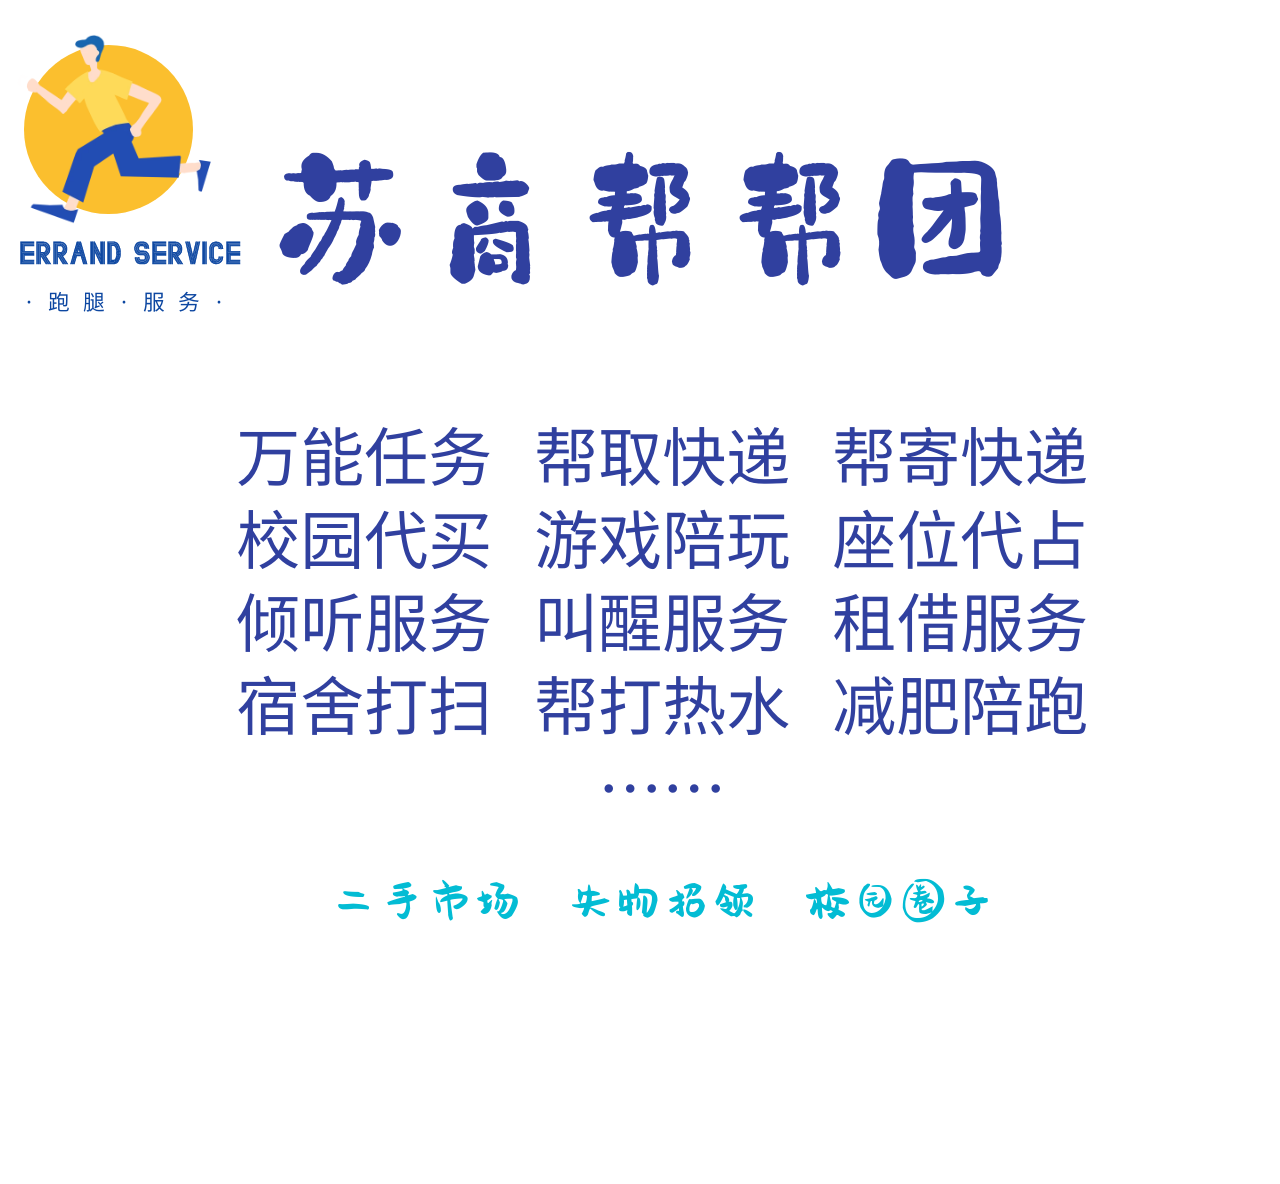 ERRAND SERVICE
· 跑腿 · 服务 ·
苏商帮帮团
万能任务 帮取快递 帮寄快递
校园代买 游戏陪玩 座位代占
倾听服务 叫醒服务 租借服务
宿舍打扫 帮打热水 减肥陪跑
······
二手市场 失物招领 校园圈子